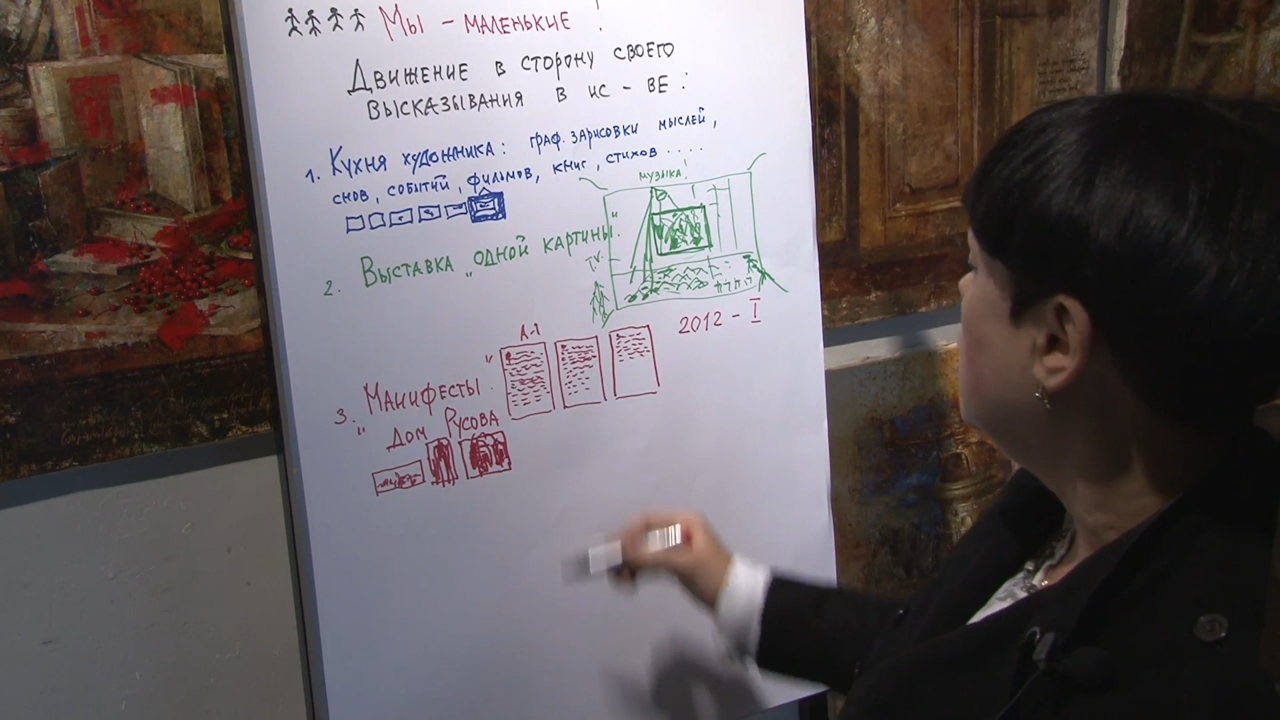 Мы - маленькие !
Движение в сторону своего
высказывания в ис-ве :
1. Кухня художника : граф. зарисовки мыслей ,
снов , событий , фильмов , книг , стихов ....
музыка !
2. Выставка „одной картины"
T.V.
2012 - I
А-Я
3. „Манифесты"
„Дом Русова